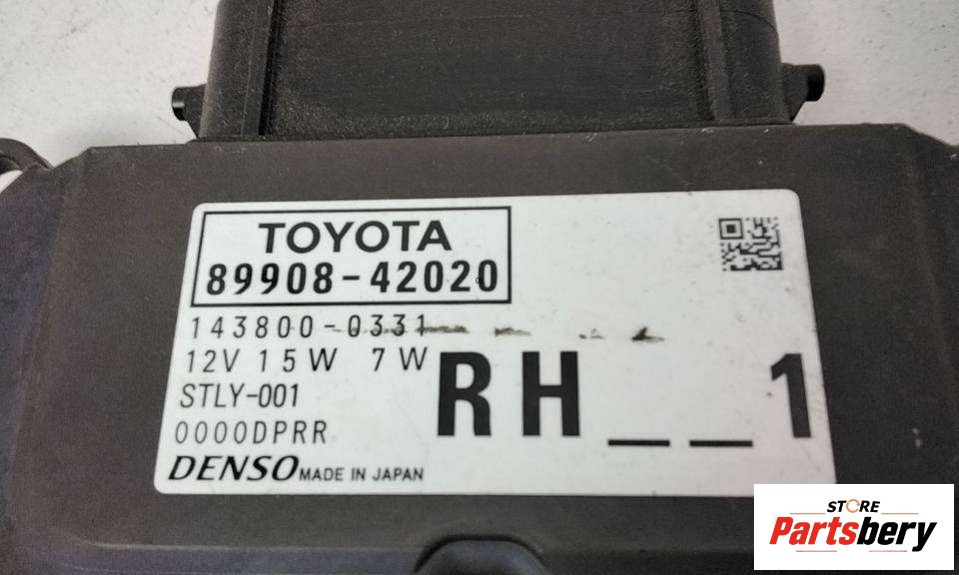 TOYOTA
89908-42020
143800-0331
12V 15W 7W
STLY-001
0000DPRR
RH__1
DENSO MADE IN JAPAN
STORE
Partsbery